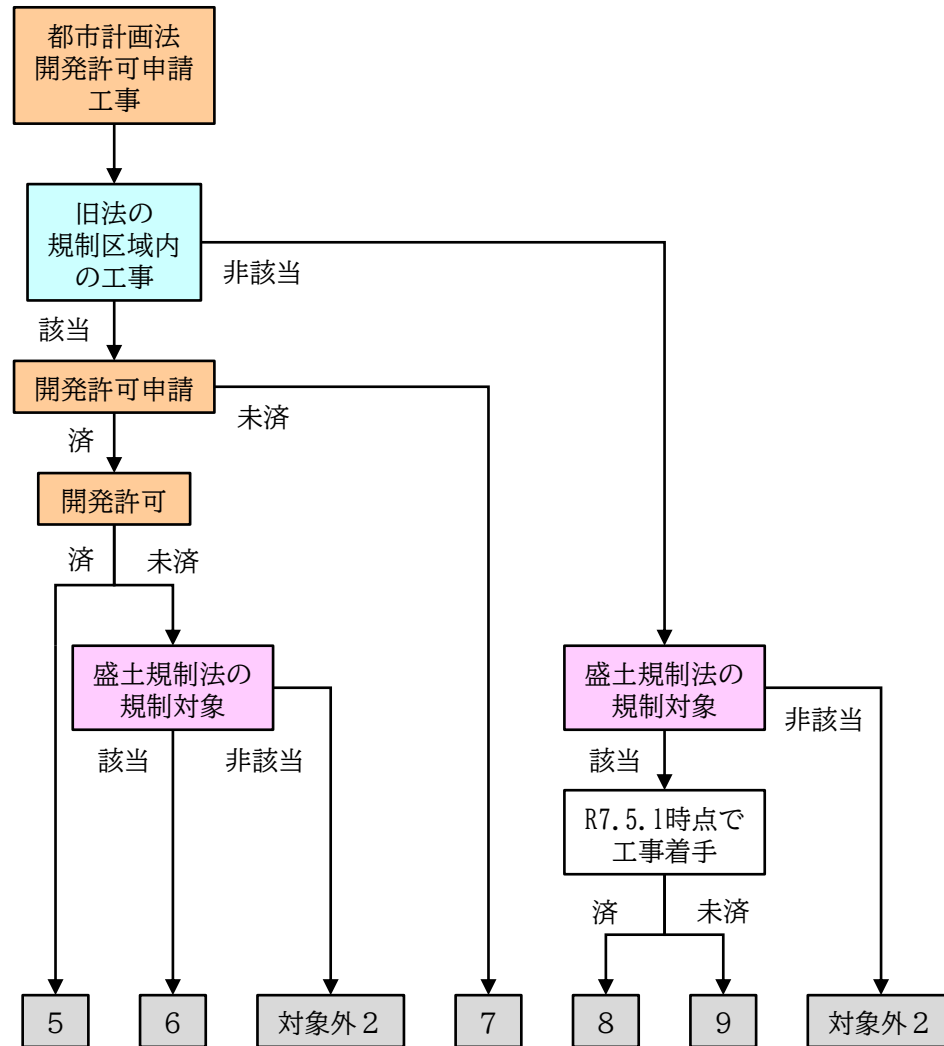 都市計画法
開発許可申請
工事
旧法の
規制区域内
の工事
非該当
該当
開発許可申請
未済
済
開発許可
済
未済
盛土規制法の
規制対象
該当
非該当
盛土規制法の
規制対象
非該当
該当
R7.5.1時点で
工事着手
済
未済
5
6
対象外２
7
8
9
対象外２